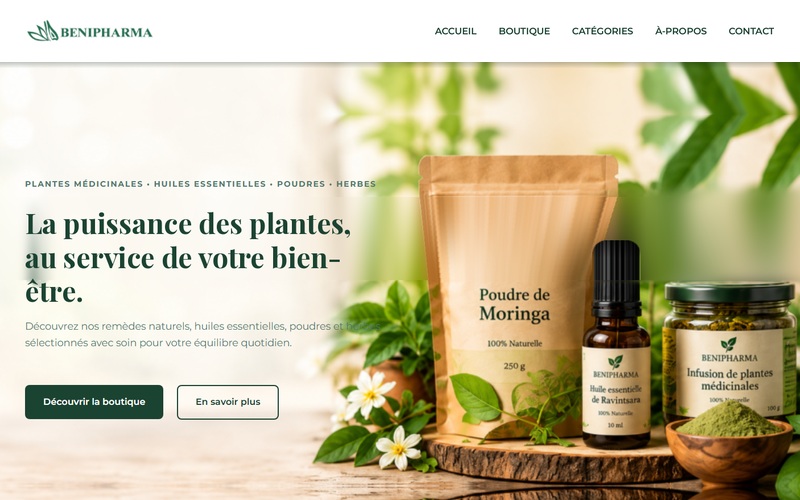 BENIPHARMA
ACCUEIL BOUTIQUE CATÉGORIES À-PROPOS CONTACT
PLANTES MÉDICINALES • HUILES ESSENTIELLES • POUDRES • HERBES
La puissance des plantes,
au service de votre bien-
être.
Découvrez nos remèdes naturels, huiles essentielles, poudres et
sélectionnés avec soin pour votre équilibre quotidien.
Découvrir la boutique
En savoir plus
Poudre de
Moringa
100% Naturelle
250 g
BENIPHARMA
Huile essentielle
de Ravintsara
100% Naturelle
10 ml
BENIPHARMA
Infusion de plantes
médicinales
100% Naturelle
100 g